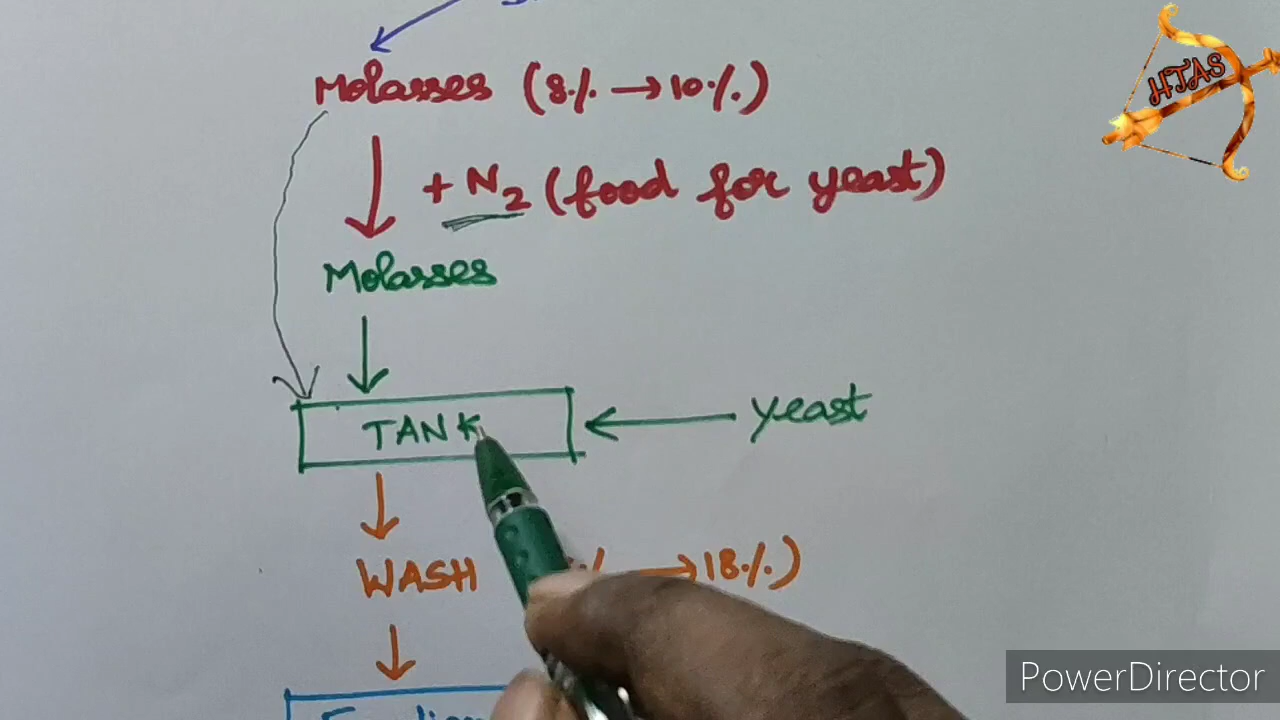 Molasses (8% → 10%)
+ N2 (food for yeast)
Molasses
TANK ← yeast
WASH → 18%)
HTAS
PowerDirector